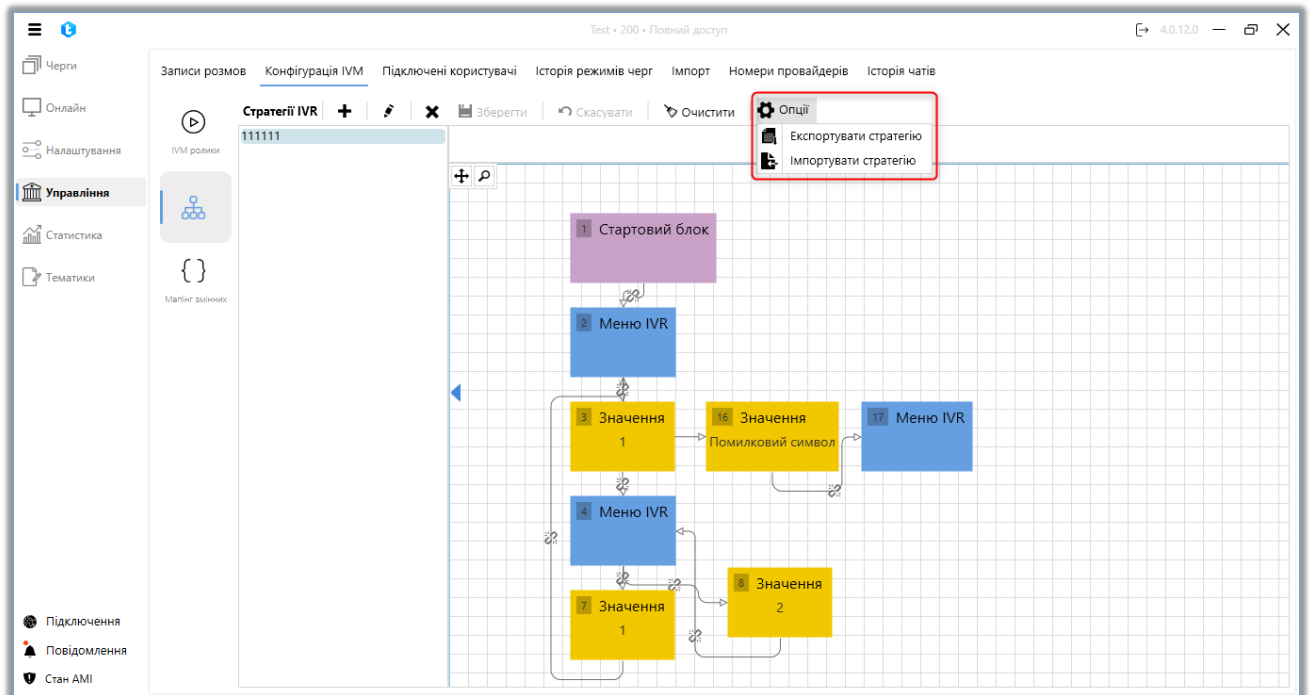 Test • 200 • Повний доступ
4.0.12.0
Черги
Онлайн
Налаштування
Управління
Статистика
Тематики
Підключення
Повідомлення
Стан AMI
Записи розмов Конфігурація IVM Підключені користувачі Історія режимів черг Імпорт Номери провайдерів Історія чатів
IVM ролики
Мапінг змінних
Стратегії IVR Зберегти Скасувати Очистити Опції
Експортувати стратегію
Імпортувати стратегію
111111
1 Стартовий блок
2 Меню IVR
3 Значення
1
16 Значення
Помилковий символ
17 Меню IVR
4 Меню IVR
8 Значення
2
7 Значення
1